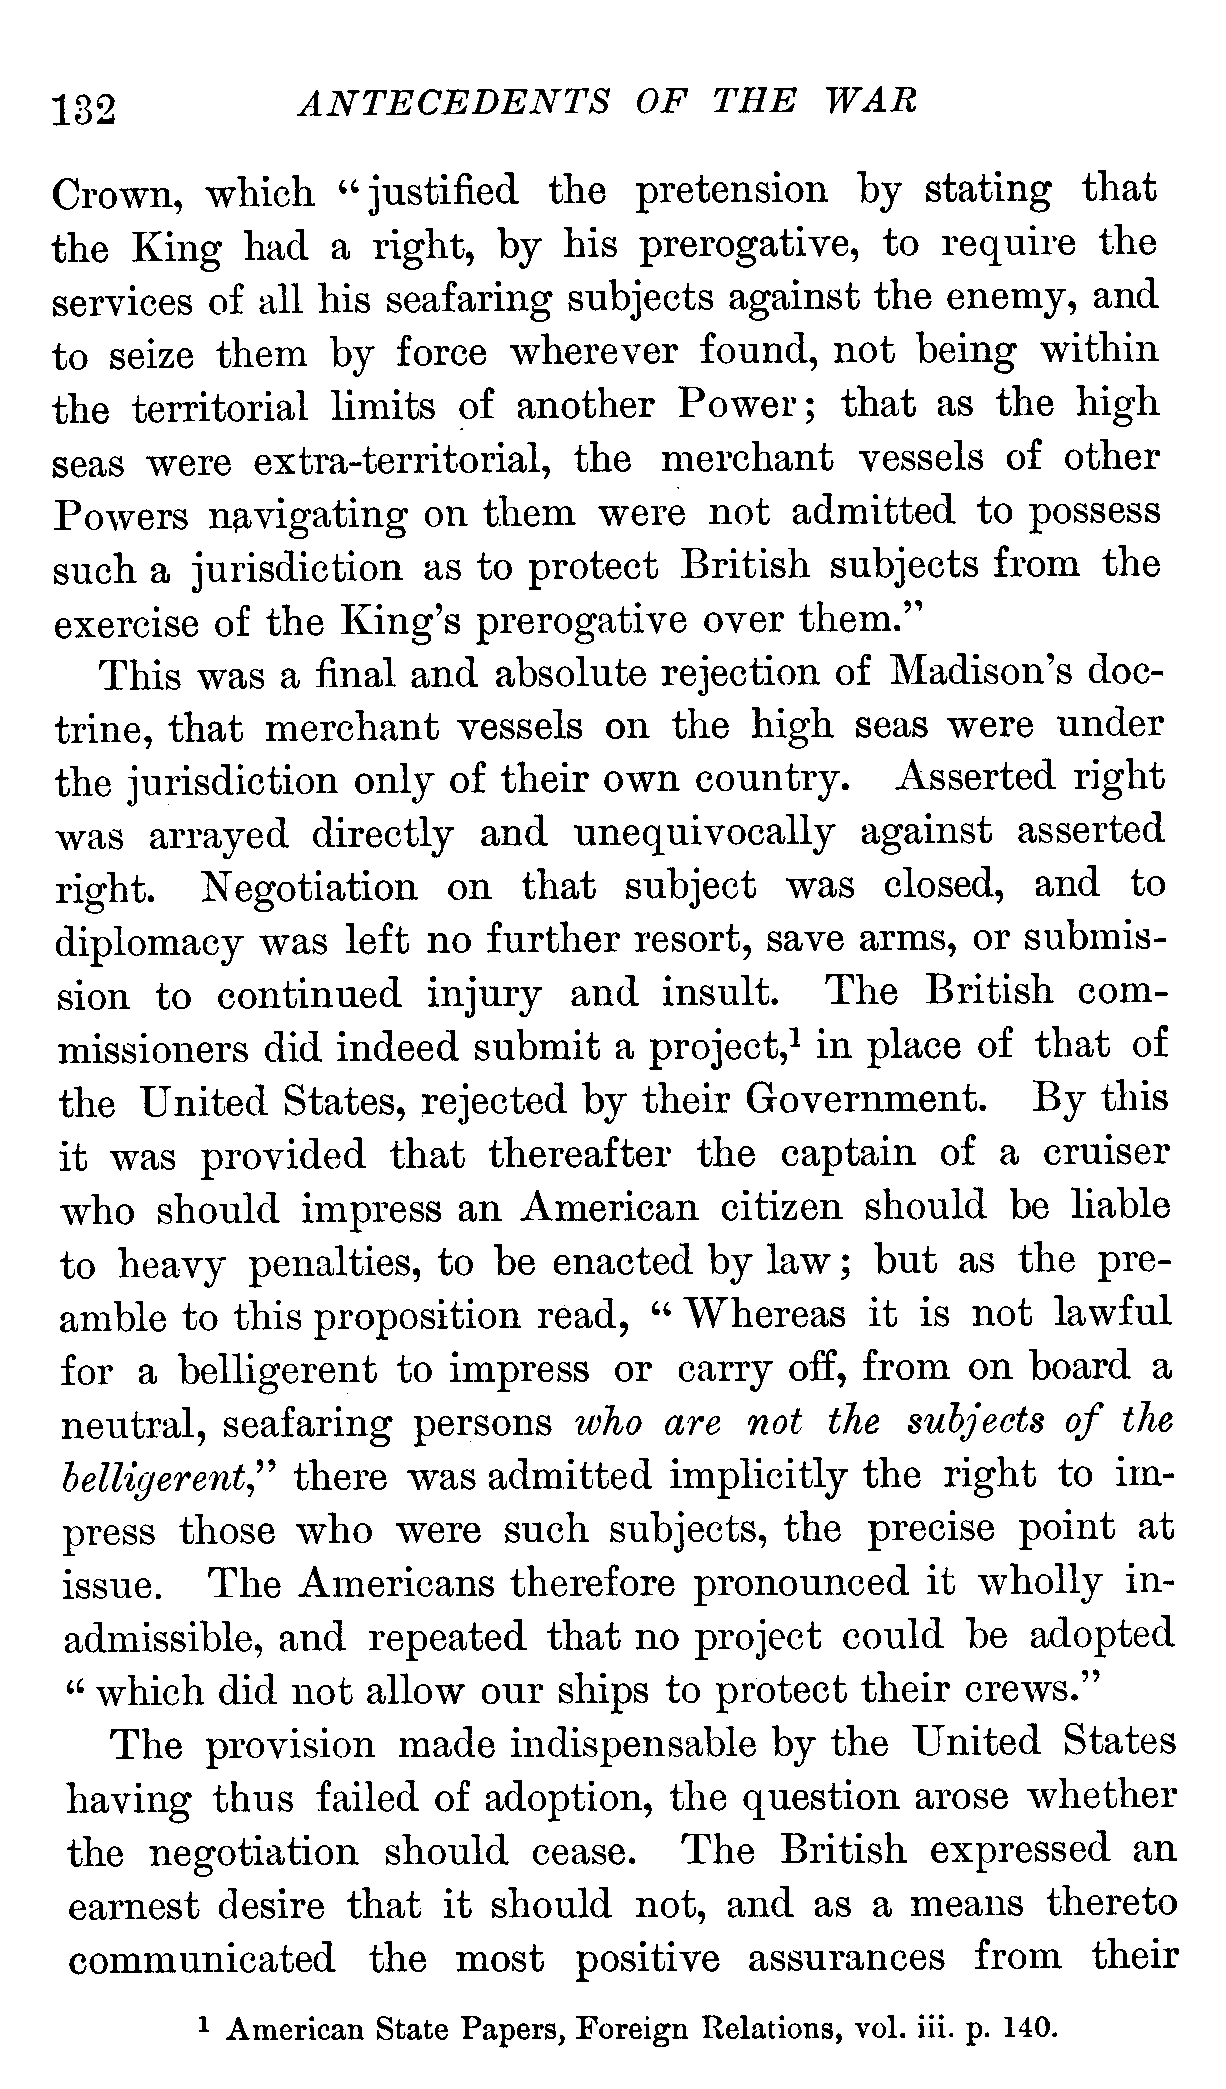 132 ANTECEDENTS OF THE WAR
Crown, which “justified the pretension by stating that
the King had a right, by his prerogative, to require the
services of all his seafaring subjects against the enemy, and
to seize them by force wherever found, not being within
the territorial limits of another Power; that as the high
seas were extra-territorial, the merchant vessels of other
Powers navigating on them were not admitted to possess
such a jurisdiction as to protect British subjects from the
exercise of the King’s prerogative over them.”
This was a final and absolute rejection of Madison’s doc-
trine, that merchant vessels on the high seas were under
the jurisdiction only of their own country. Asserted right
was arrayed directly and unequivocally against asserted
right. Negotiation on that subject was closed, and to
diplomacy was left no further resort, save arms, or submis-
sion to continued injury and insult. The British com-
missioners did indeed submit a project,¹ in place of that of
the United States, rejected by their Government. By this
it was provided that thereafter the captain of a cruiser
who should impress an American citizen should be liable
to heavy penalties, to be enacted by law; but as the pre-
amble to this proposition read, “Whereas it is not lawful
for a belligerent to impress or carry off, from on board a
neutral, seafaring persons who are not the subjects of the
belligerent,” there was admitted implicitly the right to im-
press those who were such subjects, the precise point at
issue. The Americans therefore pronounced it wholly in-
admissible, and repeated that no project could be adopted
“which did not allow our ships to protect their crews.”
The provision made indispensable by the United States
having thus failed of adoption, the question arose whether
the negotiation should cease. The British expressed an
earnest desire that it should not, and as a means thereto
communicated the most positive assurances from their
¹ American State Papers, Foreign Relations, vol. iii. p. 140.